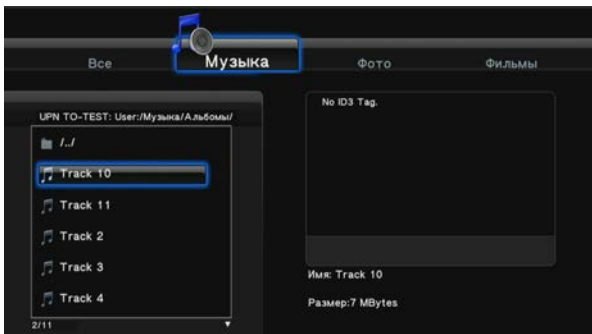 Все Музыка Фото Фильмы
UPN TO-TEST: User:/Музыка/Альбомы/
/../
Track 10
Track 11
Track 2
Track 3
Track 4
2/11
No ID3 Tag.
Имя: Track 10
Размер:7 MBytes